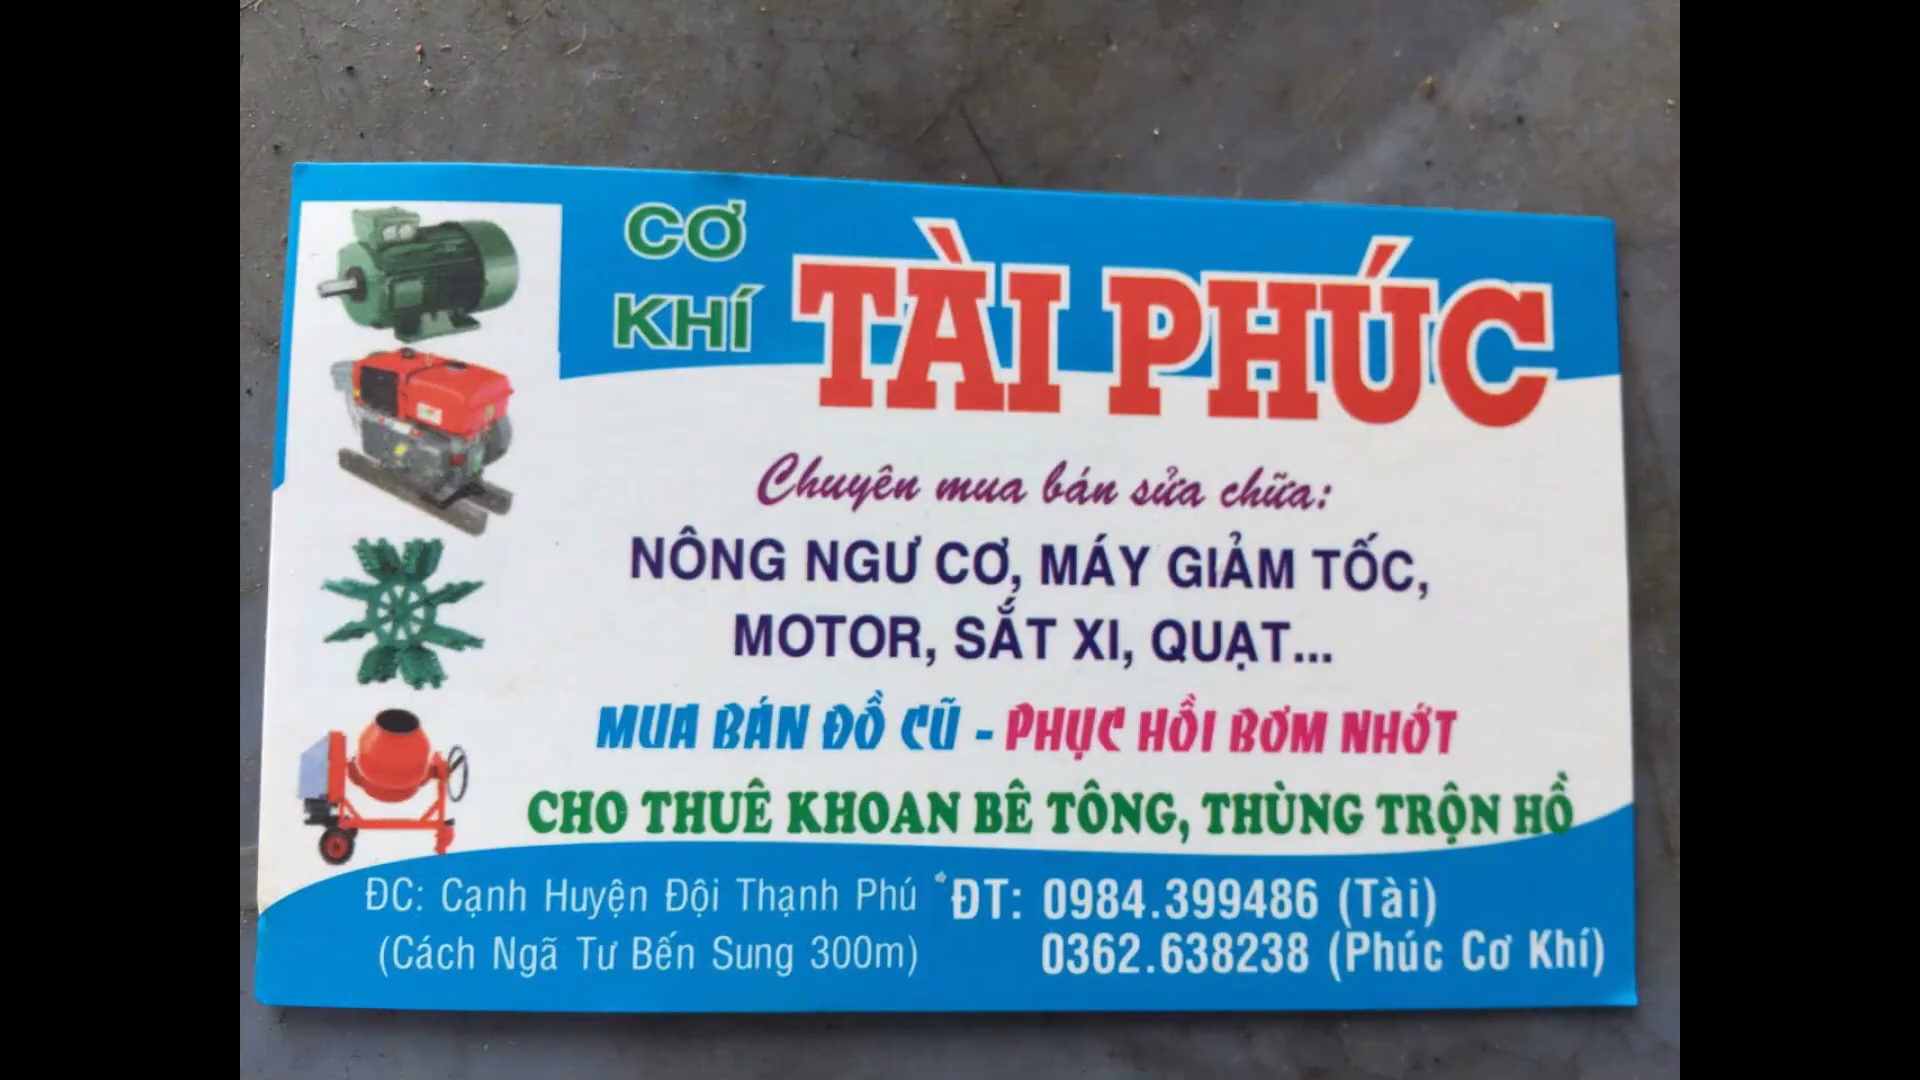 CƠ
KHÍ
TÀI PHÚC
Chuyên mua bán sửa chữa:
NÔNG NGƯ CƠ, MÁY GIẢM TỐC,
MOTOR, SẮT XI, QUẠT...
MUA BÁN ĐỒ CŨ - PHỤC HỒI BƠM NHỚT
CHO THUÊ KHOAN BÊ TÔNG, THÙNG TRỘN HỒ
ĐC: Cạnh Huyện Đội Thạnh Phú
(Cách Ngã Tư Bến Sung 300m)
ĐT: 0984.399486 (Tài)
0362.638238 (Phúc Cơ Khí)